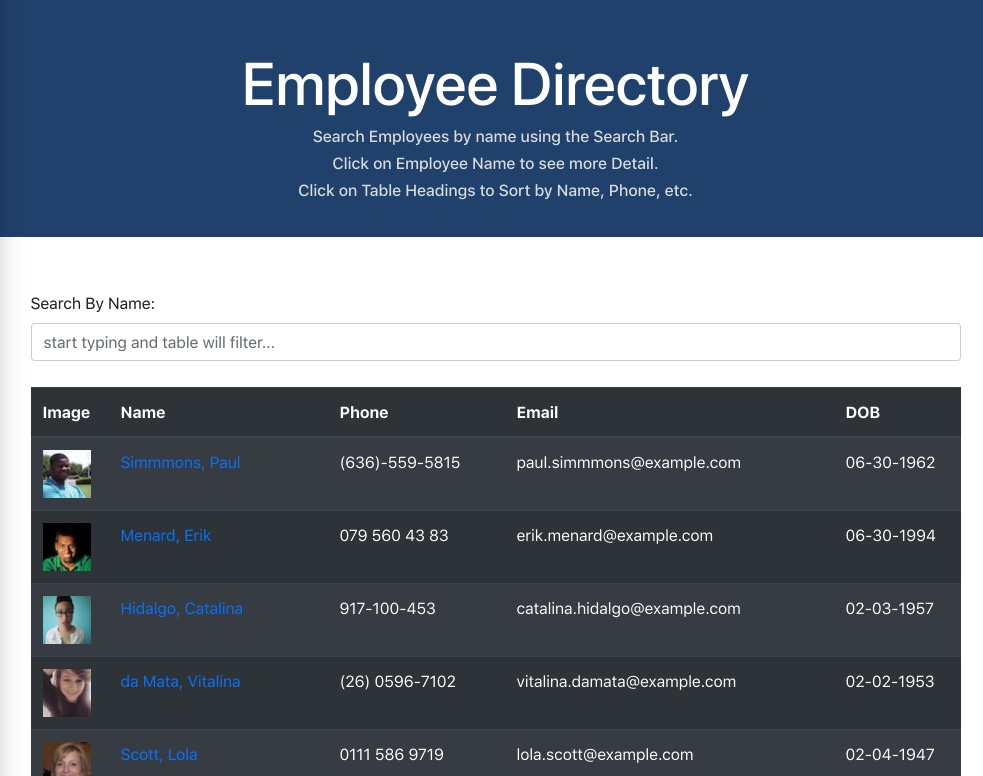 Employee Directory
Search Employees by name using the Search Bar.
Click on Employee Name to see more Detail.
Click on Table Headings to Sort by Name, Phone, etc.
Search By Name:
start typing and table will filter...
Image Name Phone Email DOB
Simmmons, Paul (636)-559-5815 paul.simmmons@example.com 06-30-1962
Menard, Erik 079 560 43 83 erik.menard@example.com 06-30-1994
Hidalgo, Catalina 917-100-453 catalina.hidalgo@example.com 02-03-1957
da Mata, Vitalina (26) 0596-7102 vitalina.damata@example.com 02-02-1953
Scott, Lola 0111 586 9719 lola.scott@example.com 02-04-1947